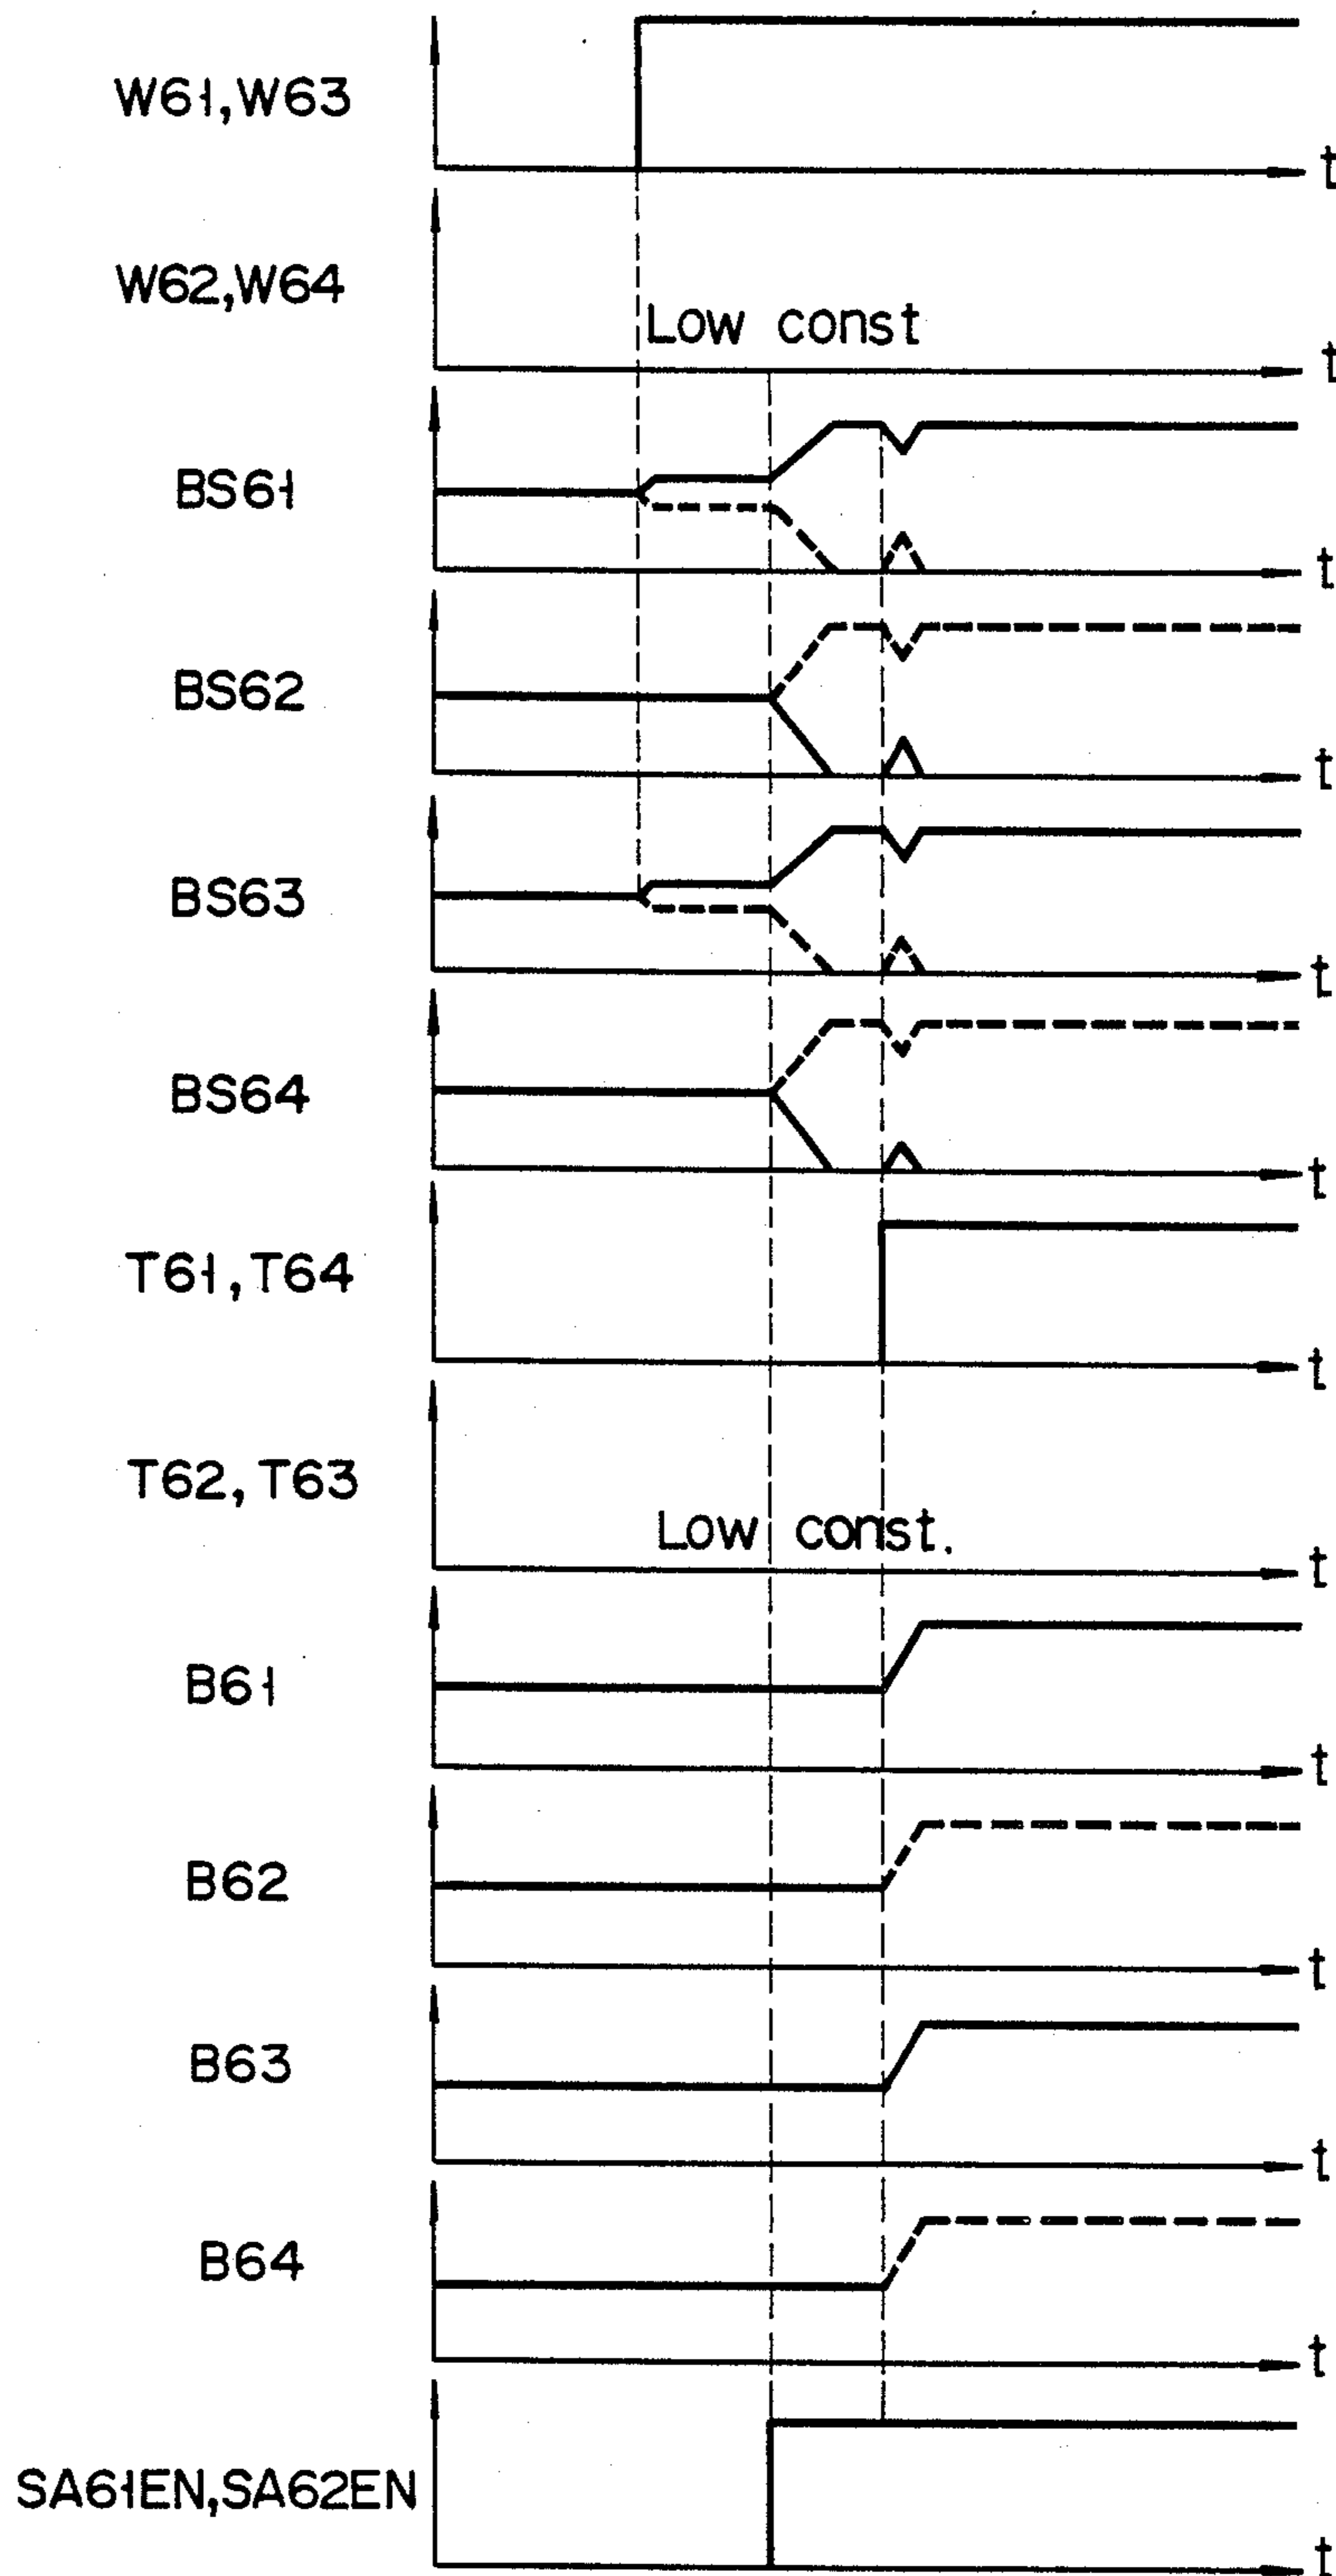 W61,W63
t
W62,W64
Low const
t
BS61
t
BS62
t
BS63
t
BS64
t
T61,T64
t
T62,T63
Low const.
t
B61
t
B62
t
B63
t
B64
t
SA61EN,SA62EN
t